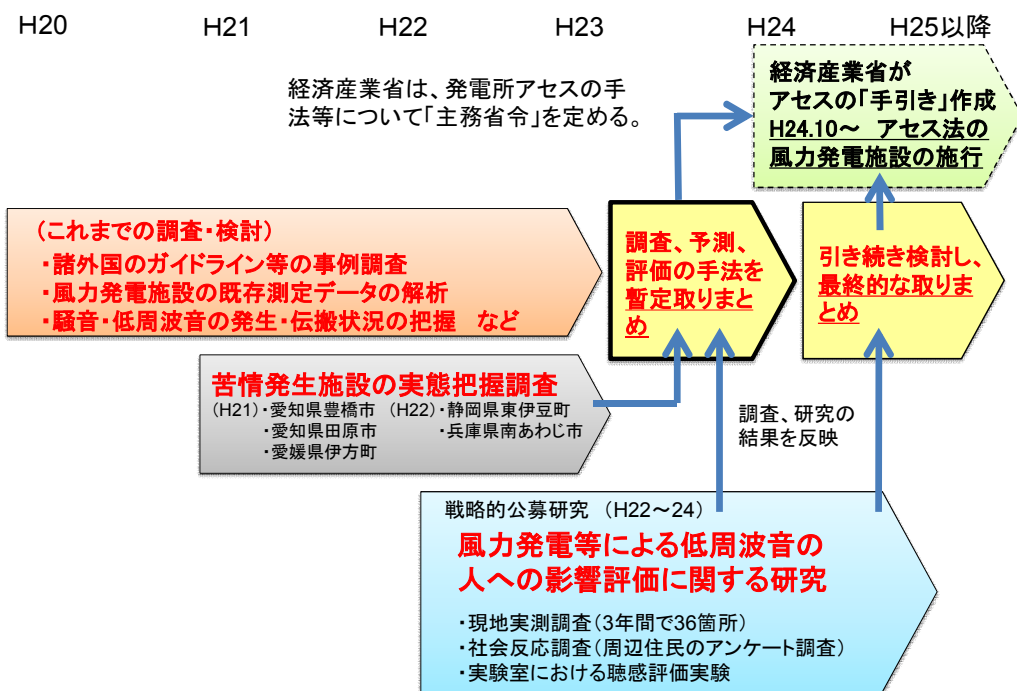 H20 H21 H22 H23 H24 H25以降
経済産業省は、発電所アセスの手
法等について「主務省令」を定める。
経済産業省が
アセスの「手引き」作成
H24.10～ アセス法の
風力発電施設の施行
（これまでの調査・検討）
・諸外国のガイドライン等の事例調査
・風力発電施設の既存測定データの解析
・騒音・低周波音の発生・伝搬状況の把握 など
調査、予測、
評価の手法を
暫定取りまと
め
引き続き検討し、
最終的な取りま
とめ
苦情発生施設の実態把握調査
(H21)・愛知県豊橋市 (H22)・静岡県東伊豆町
・愛知県田原市 ・兵庫県南あわじ市
・愛媛県伊方町
調査、研究の
結果を反映
戦略的公募研究 （H22～24）
風力発電等による低周波音の
人への影響評価に関する研究
・現地実測調査（3年間で36箇所）
・社会反応調査（周辺住民のアンケート調査）
・実験室における聴感評価実験